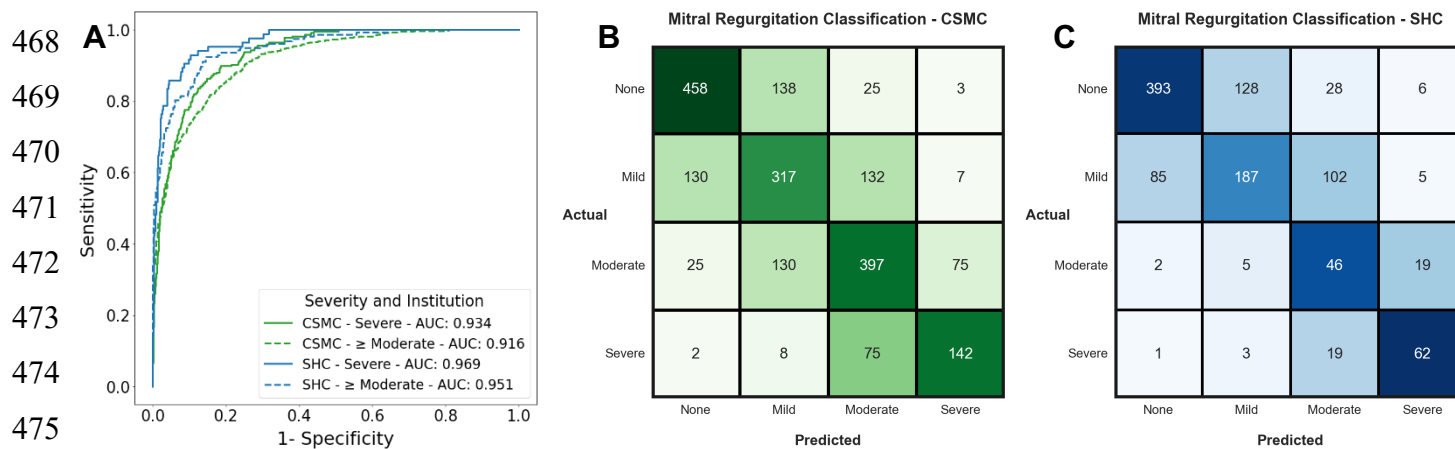 468
469
470
471
472
473
474
475
A
1.0
0.8
0.6
0.4
0.2
0.0
Sensitivity
Severity and Institution
CSMC - Severe - AUC: 0.934
CSMC - ≥ Moderate - AUC: 0.916
SHC - Severe - AUC: 0.969
SHC - ≥ Moderate - AUC: 0.951
0.0 0.2 0.4 0.6 0.8 1.0
1- Specificity
B
Mitral Regurgitation Classification - CSMC
None 458 138 25 3
Mild 130 317 132 7
Actual
Moderate 25 130 397 75
Severe 2 8 75 142
None Mild Moderate Severe
Predicted
C
Mitral Regurgitation Classification - SHC
None 393 128 28 6
Mild 85 187 102 5
Actual
Moderate 2 5 46 19
Severe 1 3 19 62
None Mild Moderate Severe
Predicted